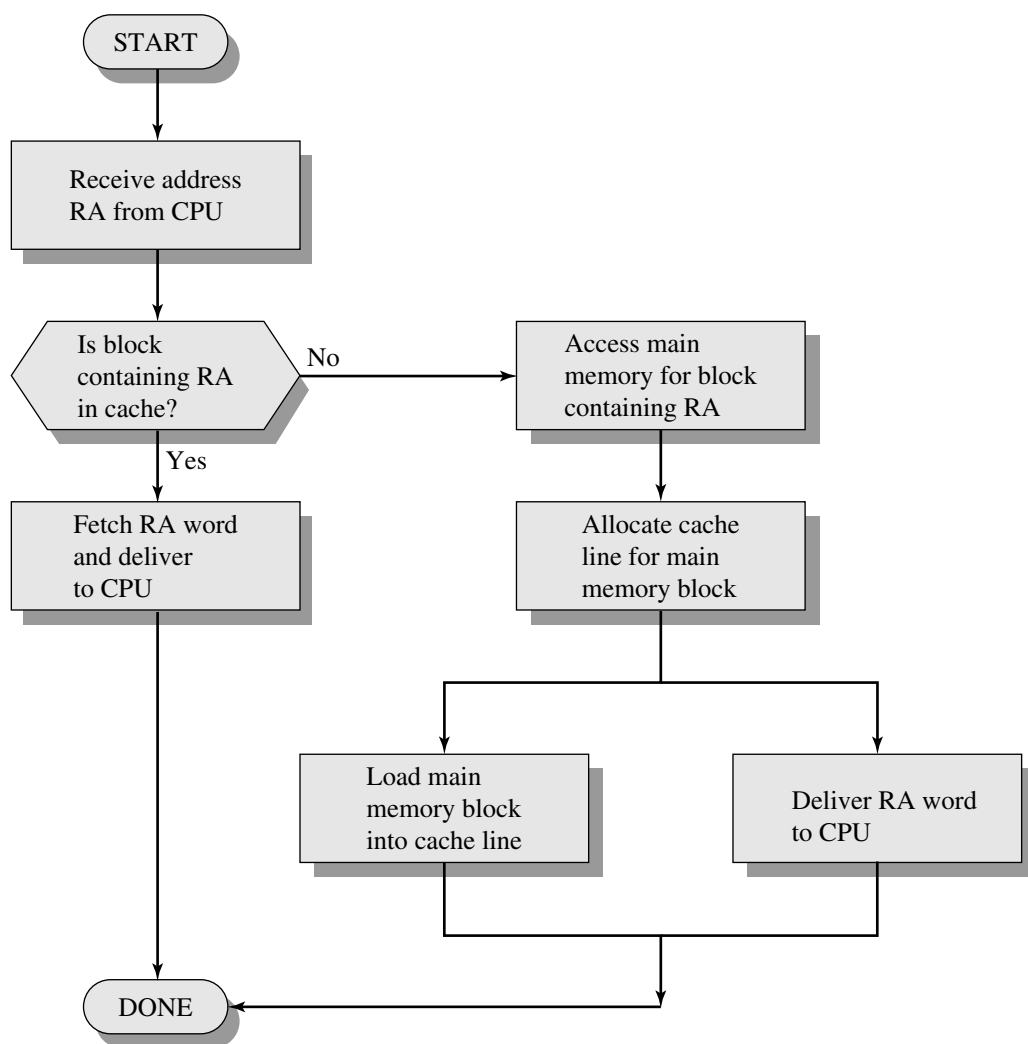 START
Receive address
RA from CPU
Is block
containing RA
in cache?
No
Access main
memory for block
containing RA
Yes
Fetch RA word
and deliver
to CPU
Allocate cache
line for main
memory block
Load main
memory block
into cache line
Deliver RA word
to CPU
DONE